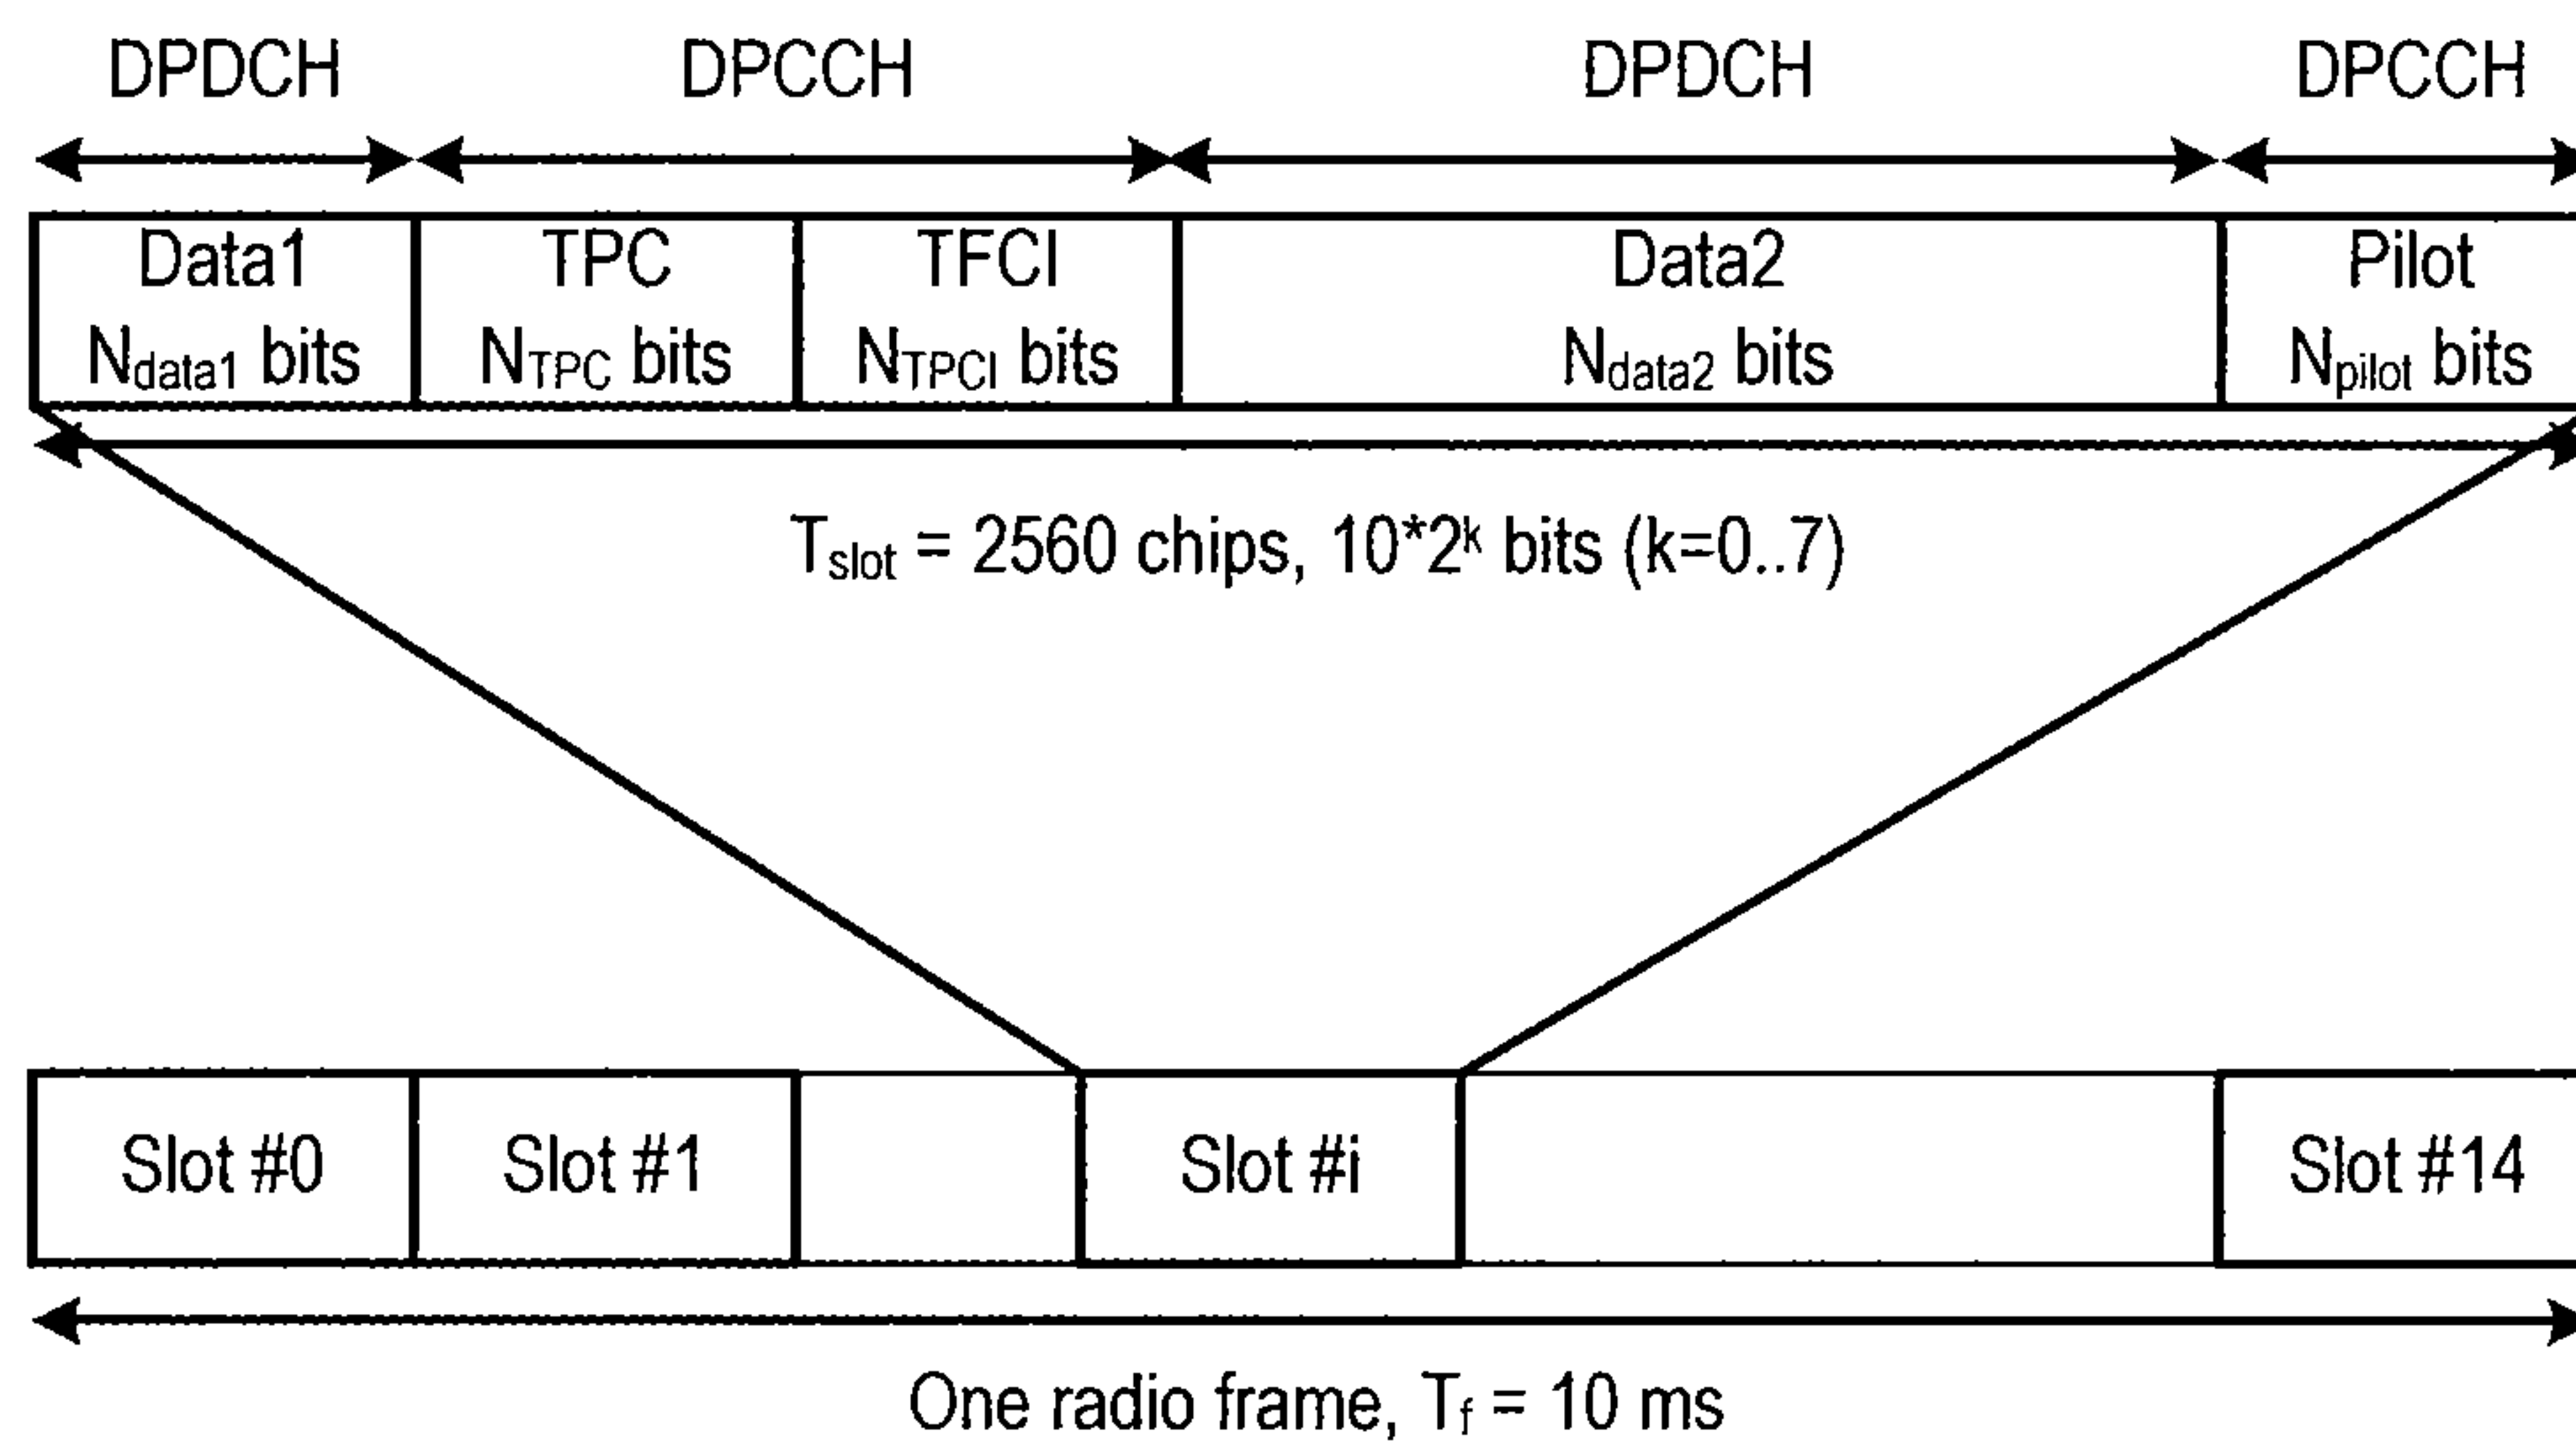 DPDCH DPCCH DPDCH DPCCH
Data1 TPC TFCI Data2 Pilot
Ndata1 bits NTPC bits NTPCI bits Ndata2 bits Npilot bits
Tslot = 2560 chips, 10*2^k bits (k=0..7)
Slot #0 Slot #1 Slot #i Slot #14
One radio frame, Tf = 10 ms